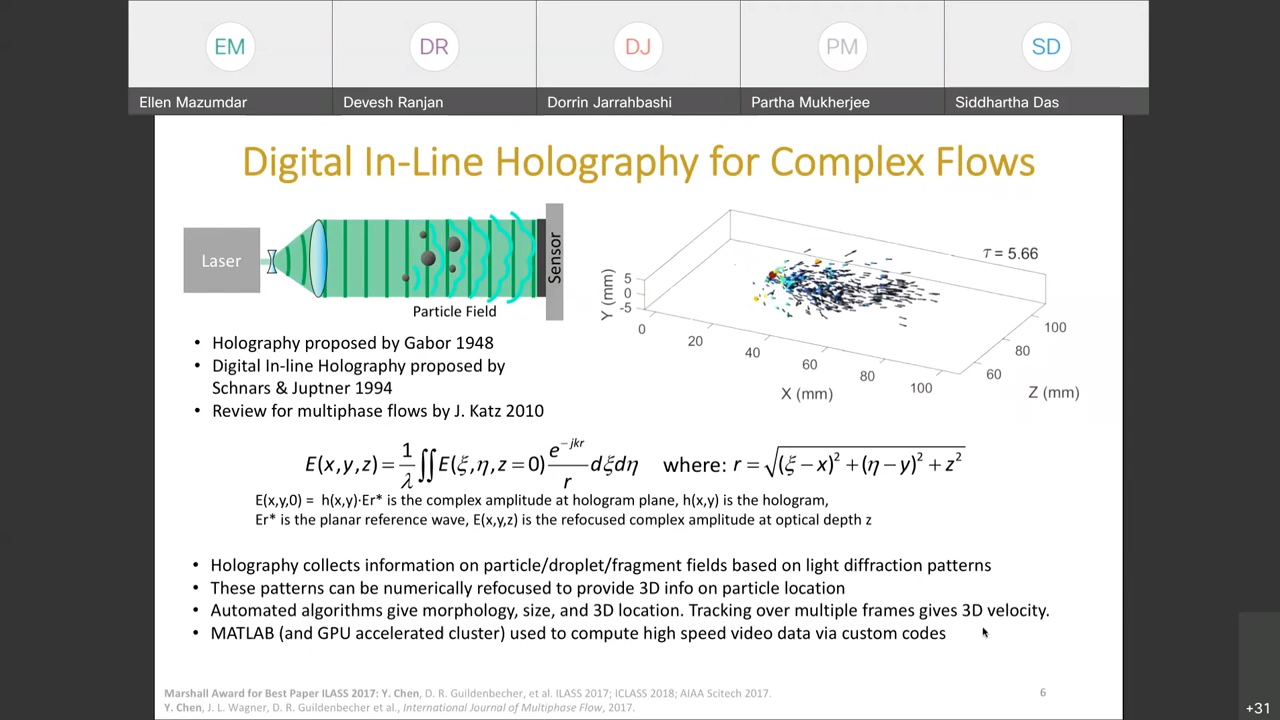 EM
DR
DJ
PM
SD
Ellen Mazumdar
Devesh Ranjan
Dorrin Jarrahbashi
Partha Mukherjee
Siddhartha Das
Digital In-Line Holography for Complex Flows
Laser
Sensor
Particle Field
τ = 5.66
Y (mm)
5
0
-5
0
20
40
60
80
100
X (mm)
60
80
100
Z (mm)
• Holography proposed by Gabor 1948
• Digital In-line Holography proposed by
Schnars & Juptner 1994
• Review for multiphase flows by J. Katz 2010
E(x,y,z) = 1/λ ∬ E(ξ,η,z=0) e^{-jkr}/r dξdη where: r = √((ξ−x)² + (η−y)² + z²)
E(x,y,0) = h(x,y)·Er* is the complex amplitude at hologram plane, h(x,y) is the hologram,
Er* is the planar reference wave, E(x,y,z) is the refocused complex amplitude at optical depth z
• Holography collects information on particle/droplet/fragment fields based on light diffraction patterns
• These patterns can be numerically refocused to provide 3D info on particle location
• Automated algorithms give morphology, size, and 3D location. Tracking over multiple frames gives 3D velocity.
• MATLAB (and GPU accelerated cluster) used to compute high speed video data via custom codes
Marshall Award for Best Paper ILASS 2017: Y. Chen, D. R. Guildenbecher, et al. ILASS 2017; ICLASS 2018; AIAA Scitech 2017.
Y. Chen, J. L. Wagner, D. R. Guildenbecher et al., International Journal of Multiphase Flow, 2017.
6
+31